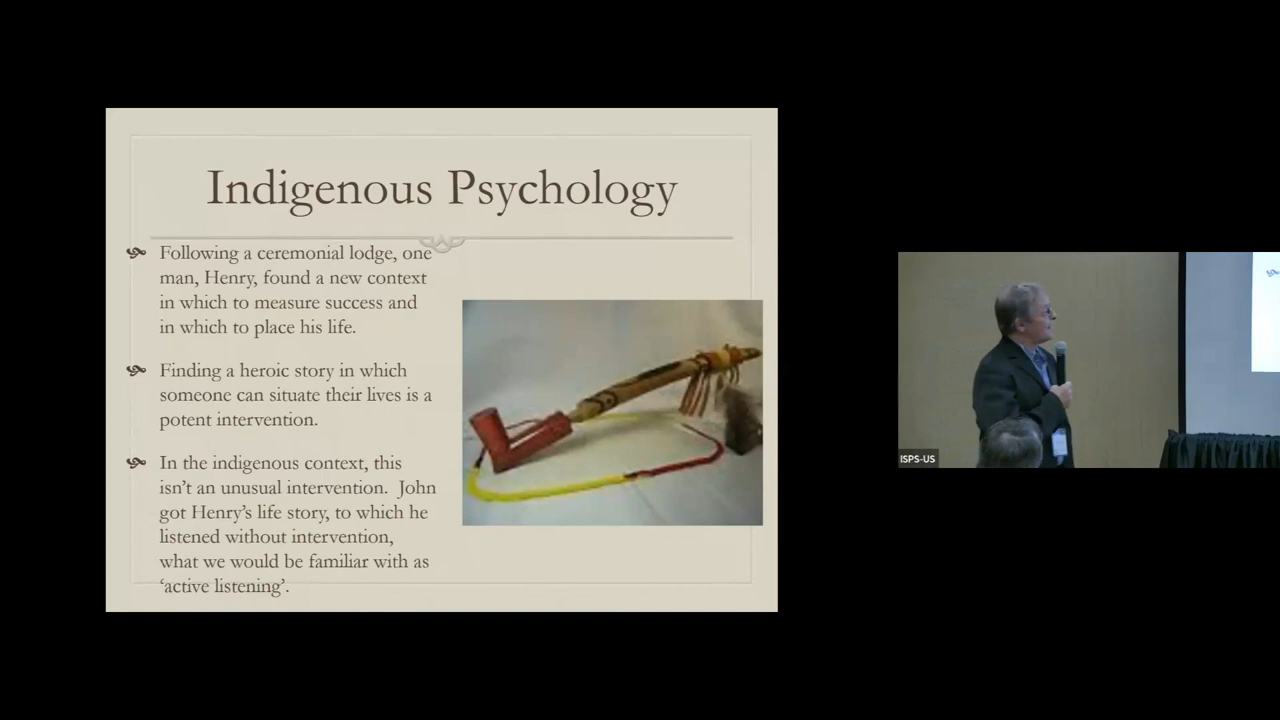 Indigenous Psychology
Following a ceremonial lodge, one
man, Henry, found a new context
in which to measure success and
in which to place his life.
Finding a heroic story in which
someone can situate their lives is a
potent intervention.
In the indigenous context, this
isn’t an unusual intervention.  John
got Henry’s life story, to which he
listened without intervention,
what we would be familiar with as
‘active listening’.
ISPS-US